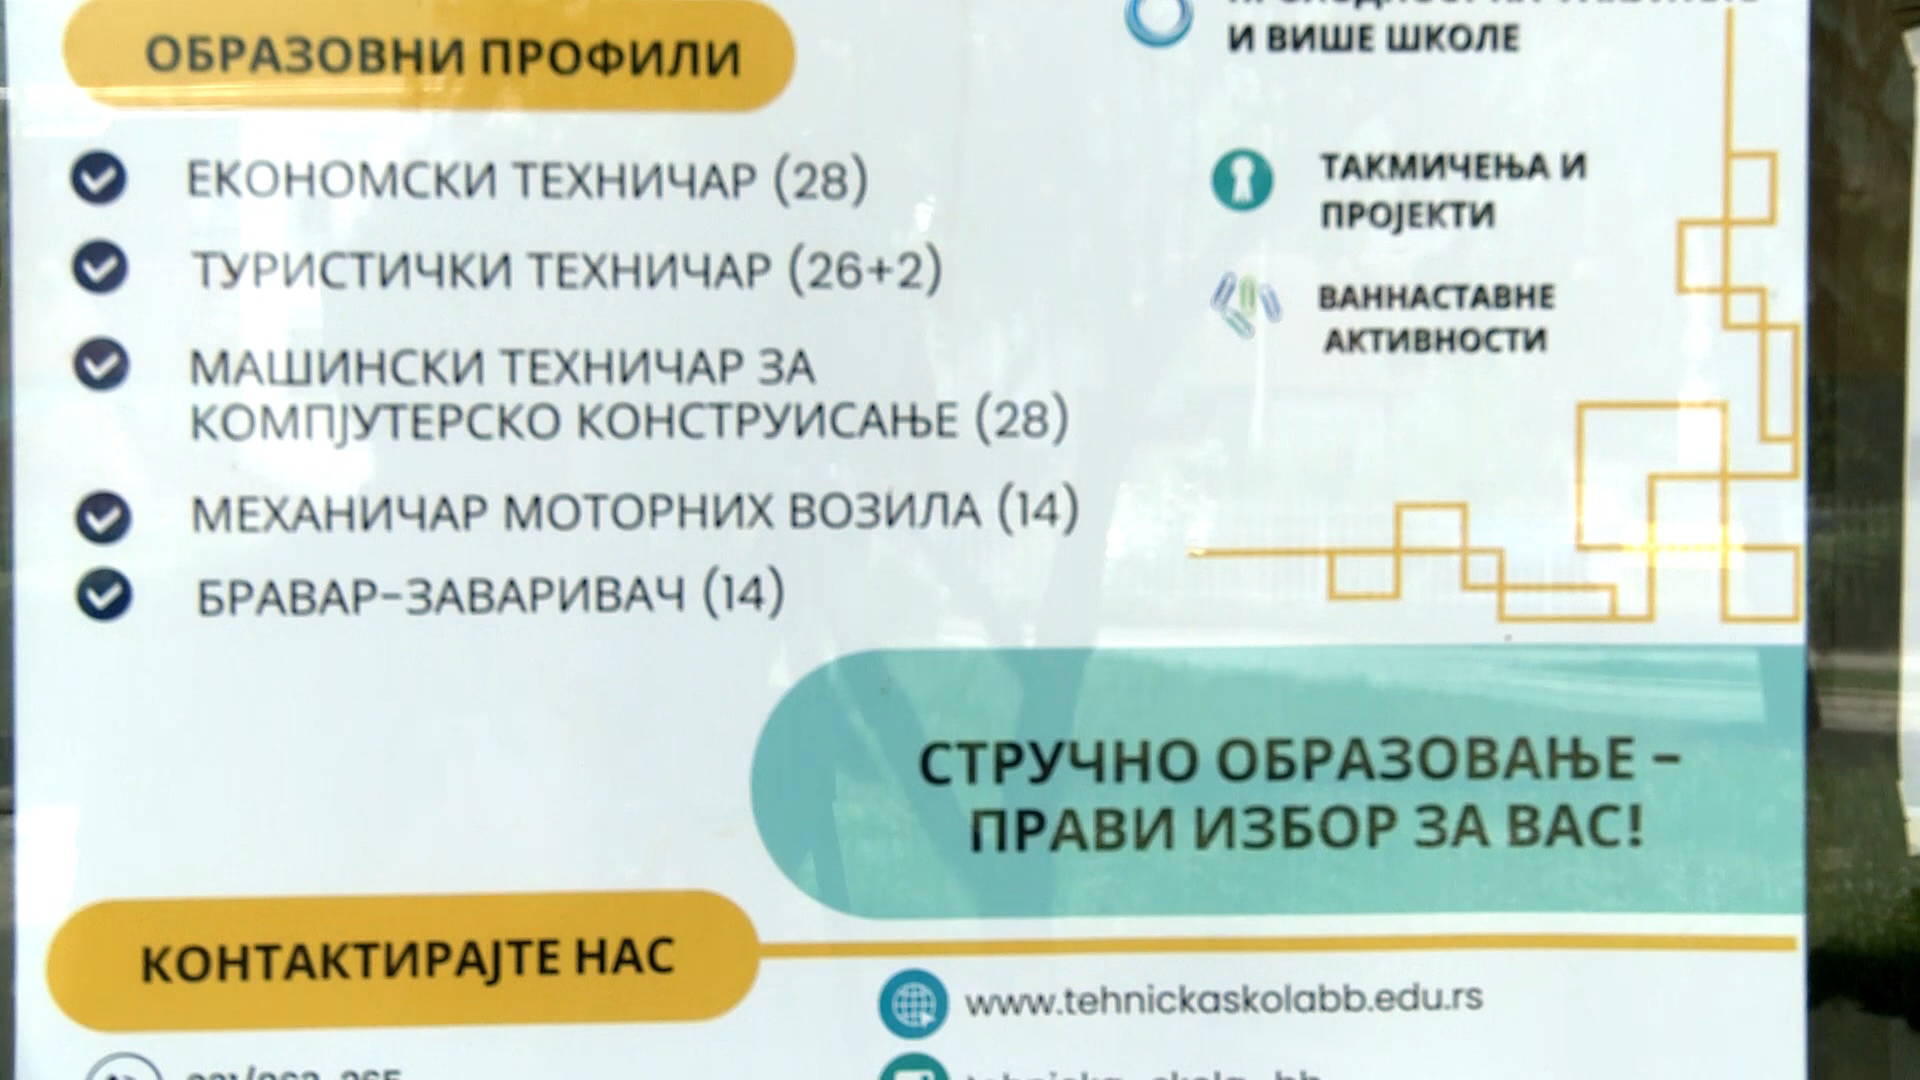 ОБРАЗОВНИ ПРОФИЛИ
ЕКОНОМСКИ ТЕХНИЧАР (28)
ТУРИСТИЧКИ ТЕХНИЧАР (26+2)
МАШИНСКИ ТЕХНИЧАР ЗА
КОМПЈУТЕРСКО КОНСТРУИСАЊЕ (28)
МЕХАНИЧАР МОТОРНИХ ВОЗИЛА (14)
БРАВАР-ЗАВАРИВАЧ (14)
И ВИШЕ ШКОЛЕ
ТАКМИЧЕЊА И
ПРОЈЕКТИ
ВАННАСТАВНЕ
АКТИВНОСТИ
СТРУЧНО ОБРАЗОВАЊЕ –
ПРАВИ ИЗБОР ЗА ВАС!
КОНТАКТИРАЈТЕ НАС
www.tehnickaskolabb.edu.rs